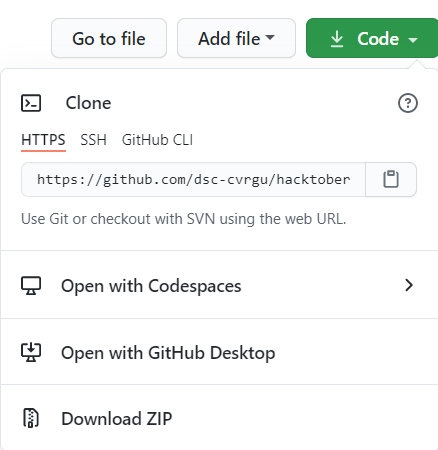 Go to file Add file Code
Clone
HTTPS SSH GitHub CLI
https://github.com/dsc-cvrgu/hacktober
Use Git or checkout with SVN using the web URL.
Open with Codespaces
Open with GitHub Desktop
Download ZIP